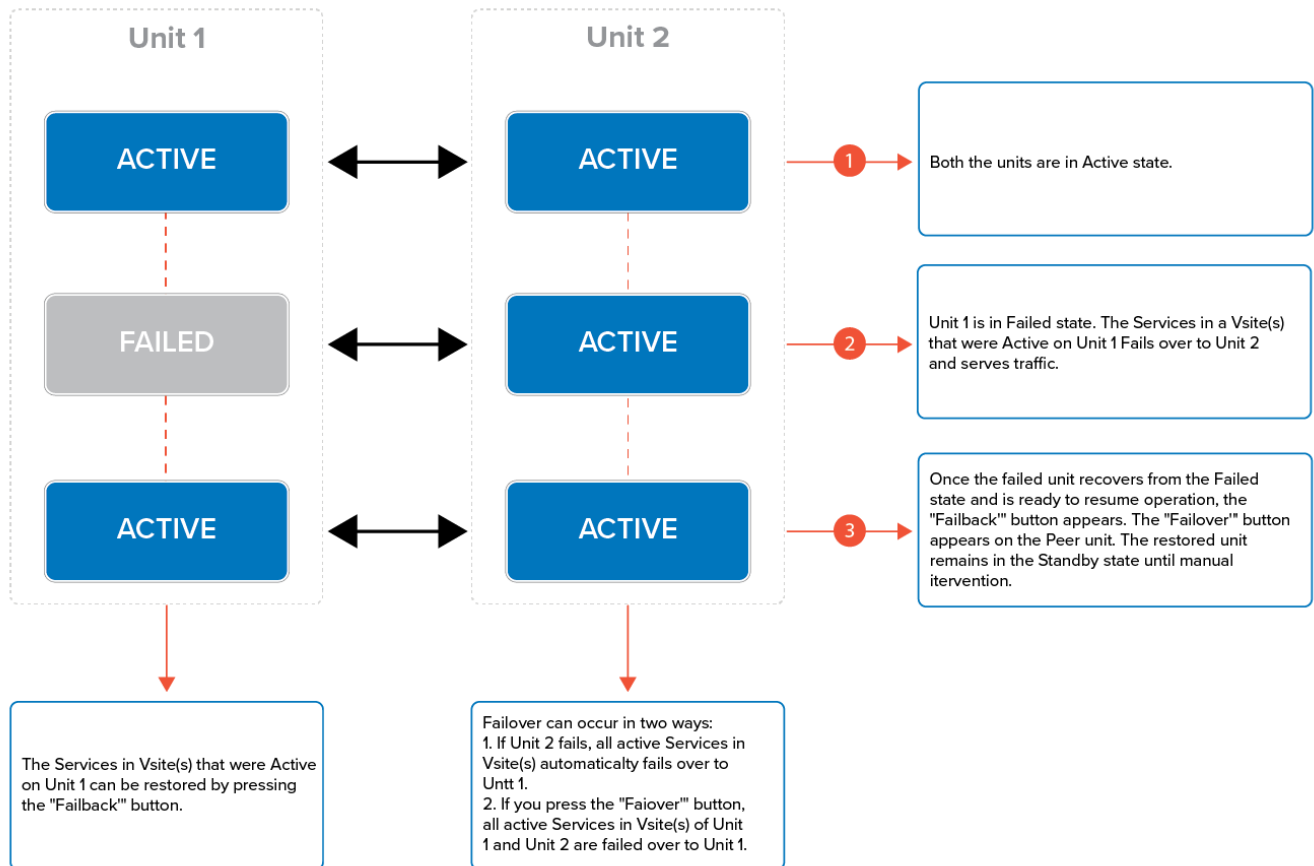 Unit 1
Unit 2
ACTIVE
ACTIVE
1
Both the units are in Active state.
FAILED
ACTIVE
2
Unit 1 is in Failed state. The Services in a Vsite(s)
that were Active on Unit 1 Fails over to Unit 2
and serves traffic.
ACTIVE
ACTIVE
3
Once the failed unit recovers from the Failed
state and is ready to resume operation, the
"Failback'" button appears. The "Failover'" button
appears on the Peer unit. The restored unit
remains in the Standby state until manual
itervention.
The Services in Vsite(s) that were Active
on Unit 1 can be restored by pressing
the "Failback'" button.
Failover can occur in two ways:
1. If Unit 2 fails, all active Services in
Vsite(s) automaticalty fails over to
Untt 1.
2. If you press the "Faiover'" button,
all active Services in Vsite(s) of Unit
1 and Unit 2 are failed over to Unit 1.